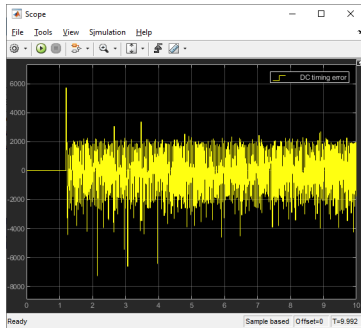 Scope
File Tools View Simulation Help
DC timing error
6000
4000
2000
0
-2000
-4000
-6000
-8000
0 1 2 3 4 5 6 7 8 9 10
Ready Sample based Offset=0 T=9.992